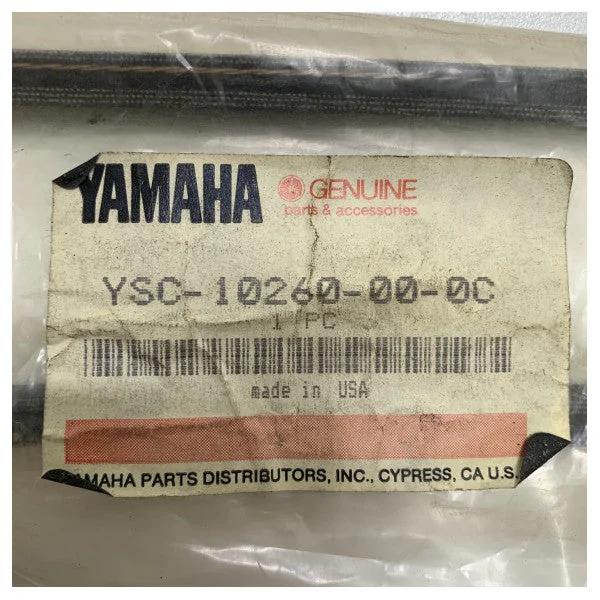 YAMAHA GENUINE
parts & accessories
YSC-10260-00-0C
1 PC
made in USA
YAMAHA PARTS DISTRIBUTORS, INC., CYPRESS, CA U.S.